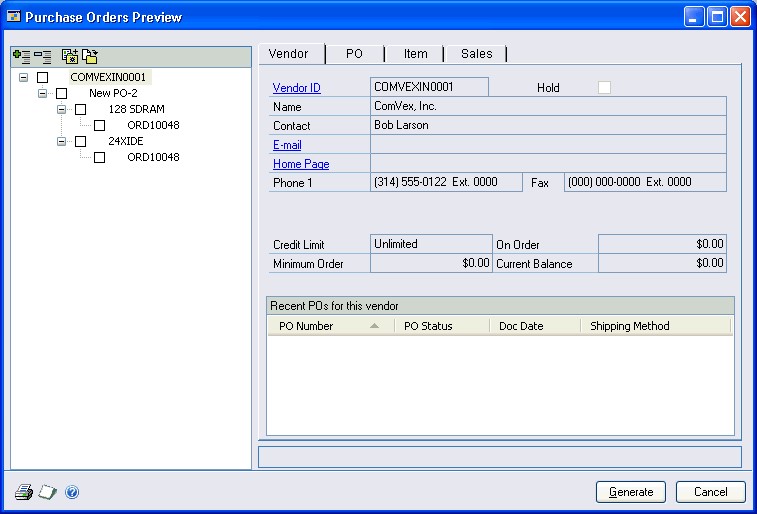 Purchase Orders Preview
COMVEXIN0001
New PO-2
128 SDRAM
ORD10048
24XIDE
ORD10048
Vendor PO Item Sales
Vendor ID COMVEXIN0001 Hold
Name ComVex, Inc.
Contact Bob Larson
E-mail
Home Page
Phone 1 (314) 555-0122 Ext. 0000 Fax (000) 000-0000 Ext. 0000
Credit Limit Unlimited On Order $0.00
Minimum Order $0.00 Current Balance $0.00
Recent POs for this vendor
PO Number PO Status Doc Date Shipping Method
Generate Cancel